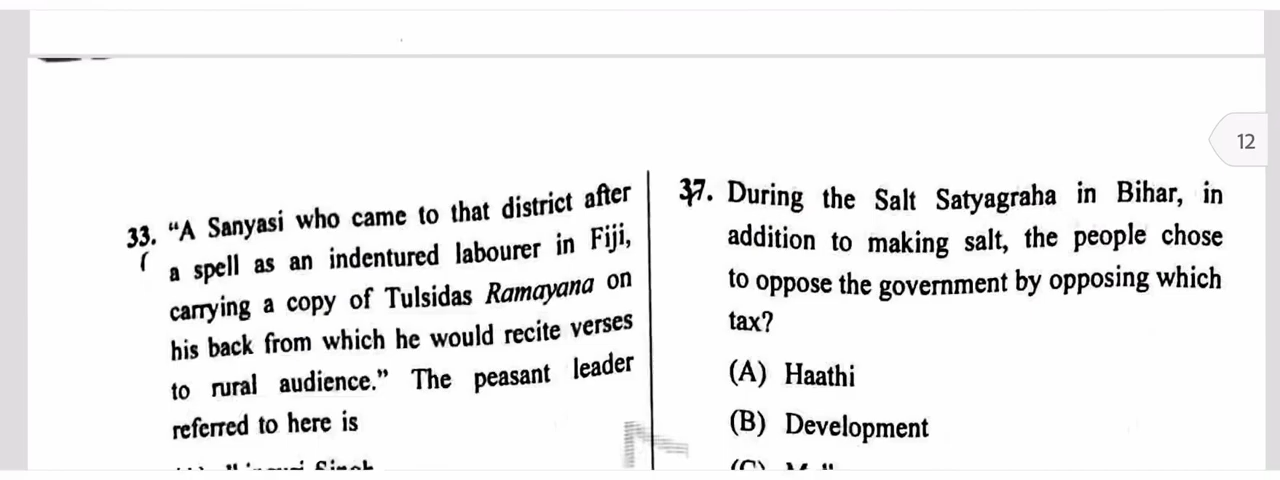 12
33. “A Sanyasi who came to that district after
a spell as an indentured labourer in Fiji,
carrying a copy of Tulsidas Ramayana on
his back from which he would recite verses
to rural audience.” The peasant leader
referred to here is
Singh
37. During the Salt Satyagraha in Bihar, in
addition to making salt, the people chose
to oppose the government by opposing which
tax?
(A) Haathi
(B) Development
(C)